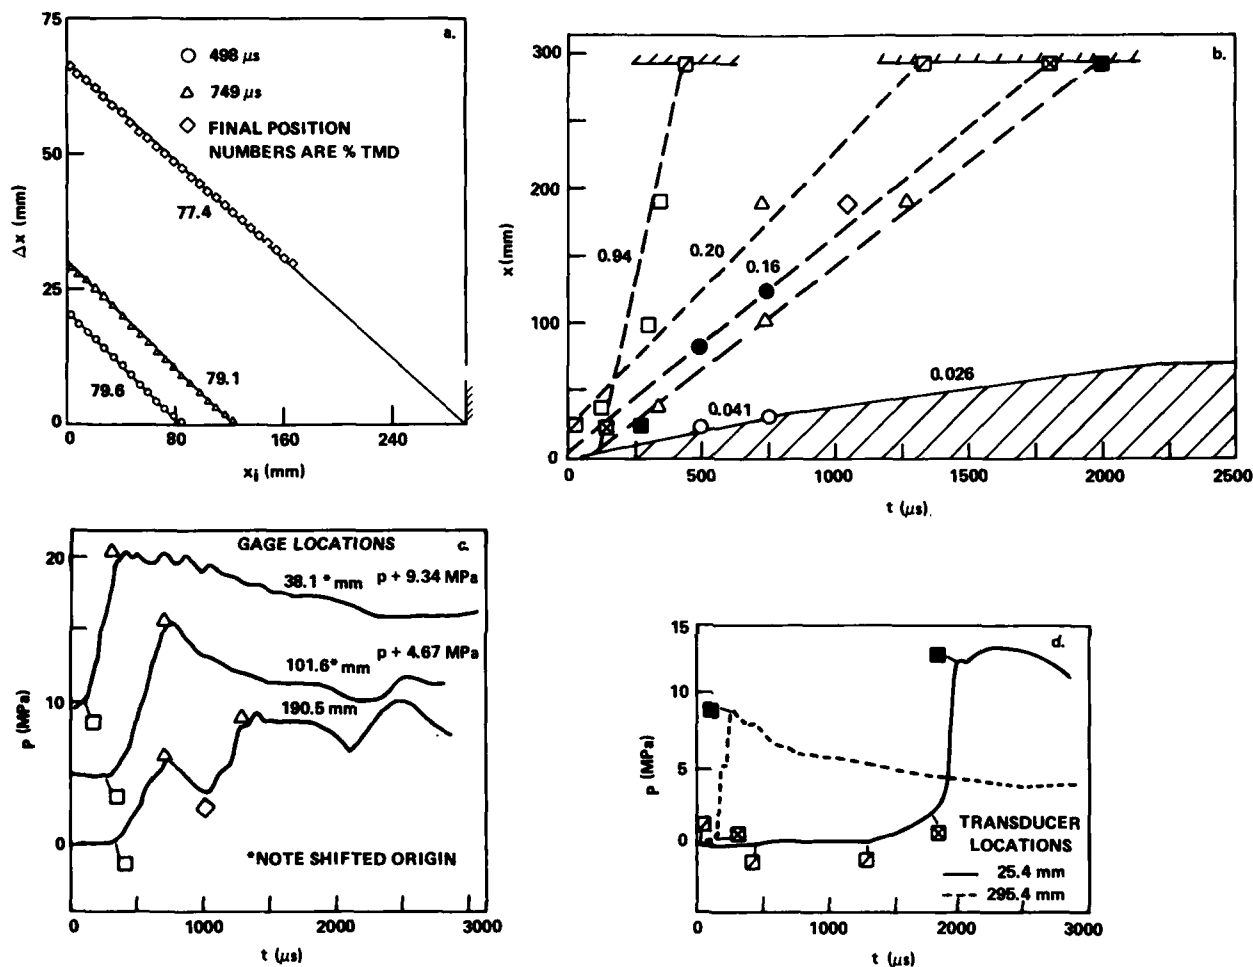 a.
75
50
25
0
Δx (mm)
○ 498 μs
△ 749 μs
◇ FINAL POSITION
NUMBERS ARE % TMD
77.4
79.1
79.6
0 80 160 240
xi (mm)
b.
300
200
100
0
x(mm)
0.94
0.20
0.16
0.041
0.026
0 500 1000 1500 2000 2500
t (μs).
c.
20
10
0
P (MPa)
GAGE LOCATIONS
38.1* mm p + 9.34 MPa
101.6* mm p + 4.67 MPa
190.5 mm
*NOTE SHIFTED ORIGIN
0 1000 2000 3000
t (μs)
d.
15
10
5
0
P (MPa)
TRANSDUCER
LOCATIONS
25.4 mm
295.4 mm
0 1000 2000 3000
t (μs)